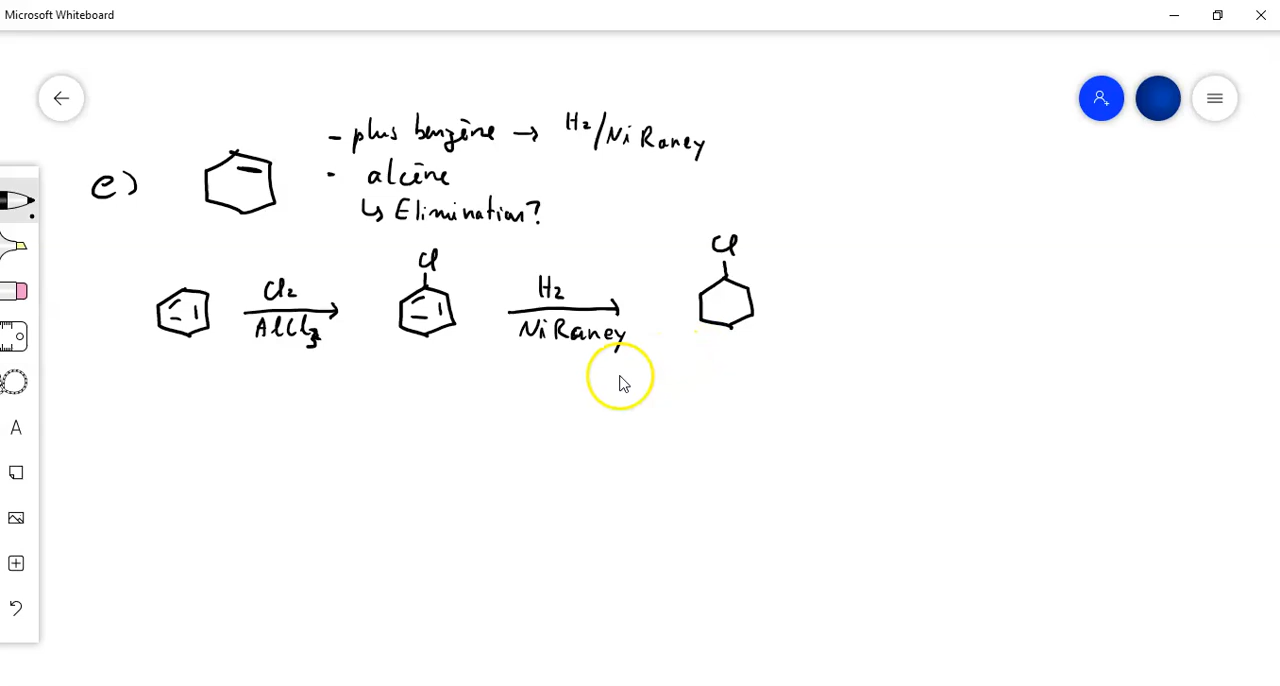 Microsoft Whiteboard
e)
- plus benzène → H2/Ni Raney
- alcène
↳ Elimination?
Cl2
AlCl3
Cl
H2
Ni Raney
Cl
A